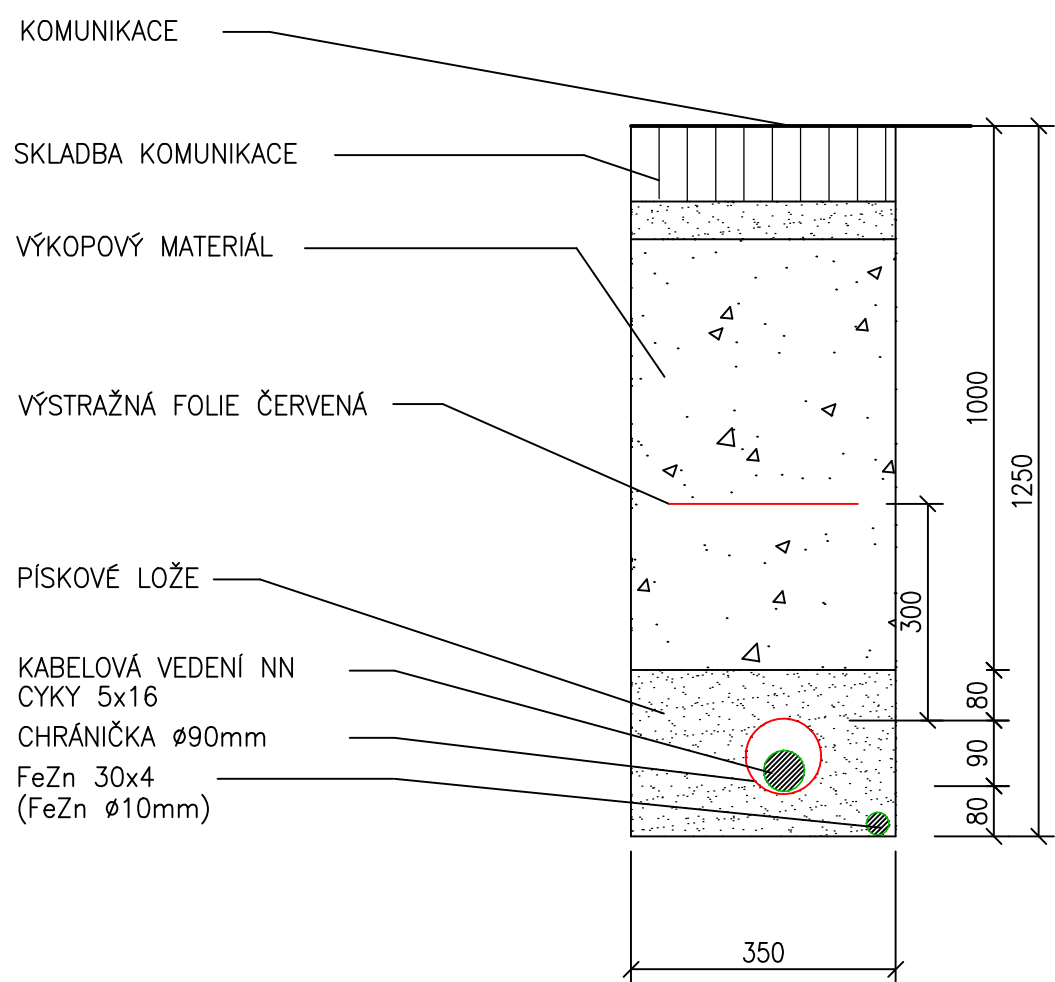 KOMUNIKACE
SKLADBA KOMUNIKACE
VÝKOPOVÝ MATERIÁL
VÝSTRAŽNÁ FOLIE ČERVENÁ
PÍSKOVÉ LOŽE
KABELOVÁ VEDENÍ NN
CYKY 5x16
CHRÁNIČKA Ø90mm
FeZn 30x4
(FeZn Ø10mm)
1000
1250
300
80
90
80
350